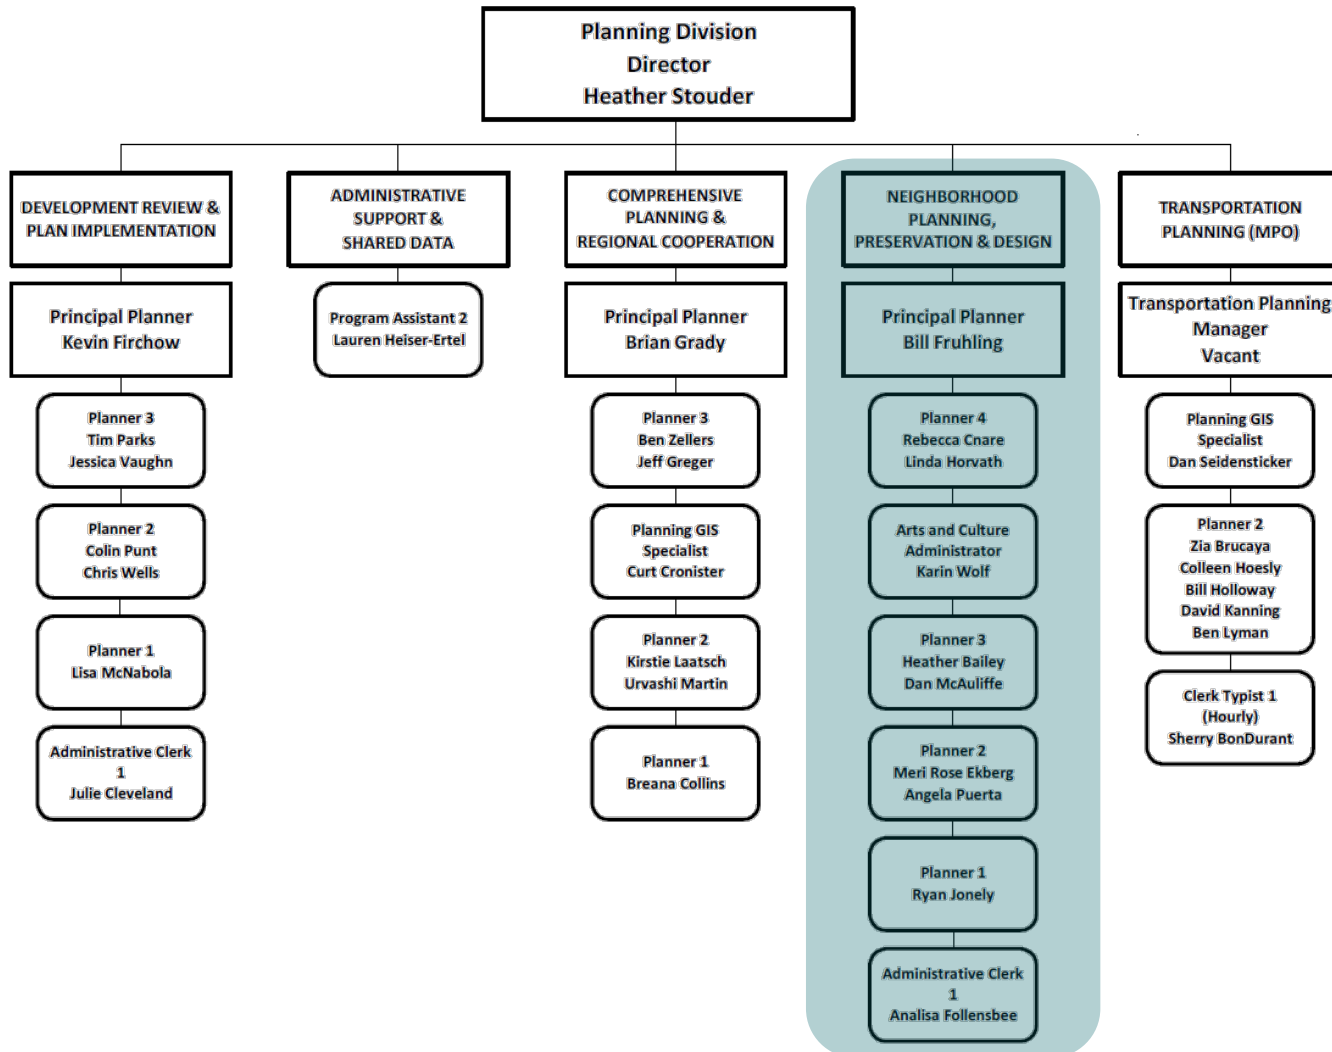 Planning Division
Director
Heather Stouder
DEVELOPMENT REVIEW &
PLAN IMPLEMENTATION
Principal Planner
Kevin Firchow
Planner 3
Tim Parks
Jessica Vaughn
Planner 2
Colin Punt
Chris Wells
Planner 1
Lisa McNabola
Administrative Clerk
1
Julie Cleveland
ADMINISTRATIVE
SUPPORT &
SHARED DATA
Program Assistant 2
Lauren Heiser-Ertel
COMPREHENSIVE
PLANNING &
REGIONAL COOPERATION
Principal Planner
Brian Grady
Planner 3
Ben Zellers
Jeff Greger
Planning GIS
Specialist
Curt Cronister
Planner 2
Kirstie Laatsch
Urvashi Martin
Planner 1
Breana Collins
NEIGHBORHOOD
PLANNING,
PRESERVATION & DESIGN
Principal Planner
Bill Fruhling
Planner 4
Rebecca Cnare
Linda Horvath
Arts and Culture
Administrator
Karin Wolf
Planner 3
Heather Bailey
Dan McAuliffe
Planner 2
Meri Rose Ekberg
Angela Puerta
Planner 1
Ryan Jonely
Administrative Clerk
1
Analisa Follensbee
TRANSPORTATION
PLANNING (MPO)
Transportation Planning
Manager
Vacant
Planning GIS
Specialist
Dan Seidensticker
Planner 2
Zia Brucaya
Colleen Hoesly
Bill Holloway
David Kanning
Ben Lyman
Clerk Typist 1
(Hourly)
Sherry BonDurant